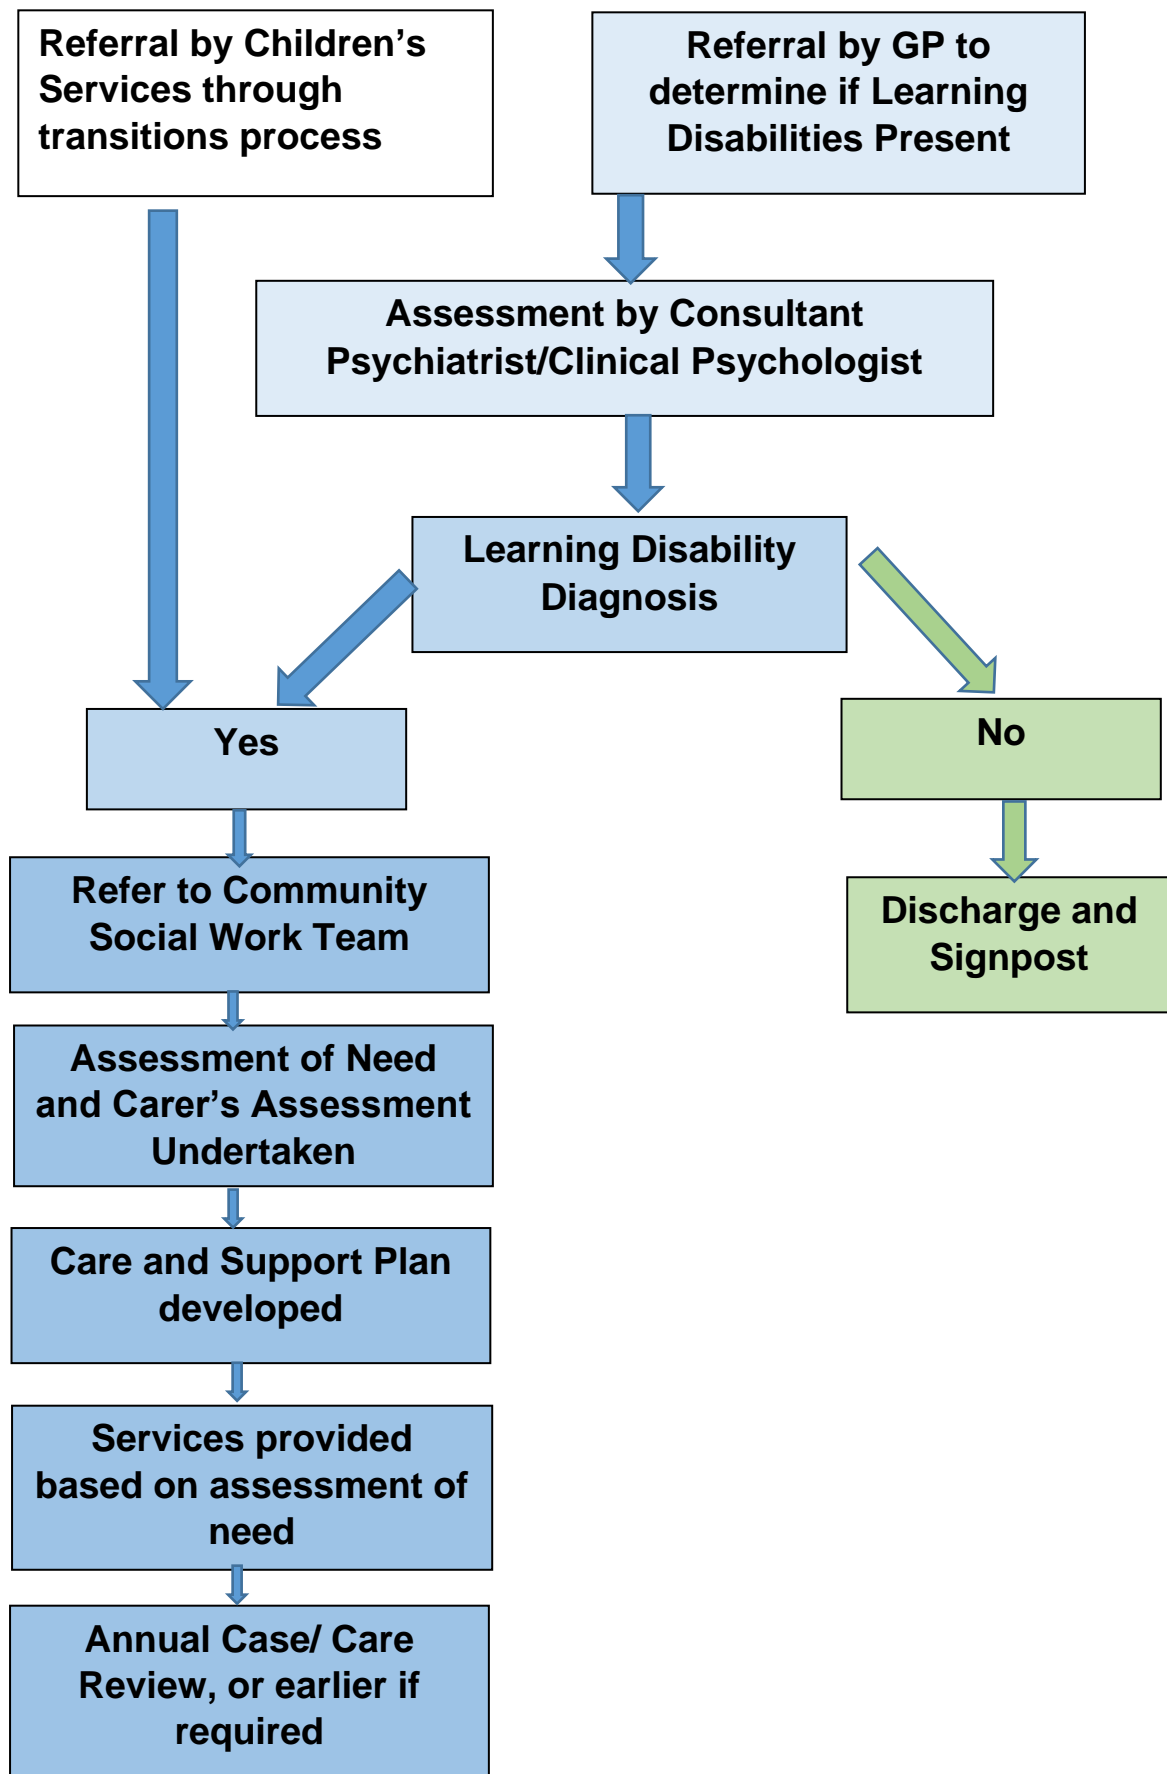 Referral by Children’s
Services through
transitions process
Referral by GP to
determine if Learning
Disabilities Present
Assessment by Consultant
Psychiatrist/Clinical Psychologist
Learning Disability
Diagnosis
Yes
No
Refer to Community
Social Work Team
Discharge and
Signpost
Assessment of Need
and Carer’s Assessment
Undertaken
Care and Support Plan
developed
Services provided
based on assessment of
need
Annual Case/ Care
Review, or earlier if
required